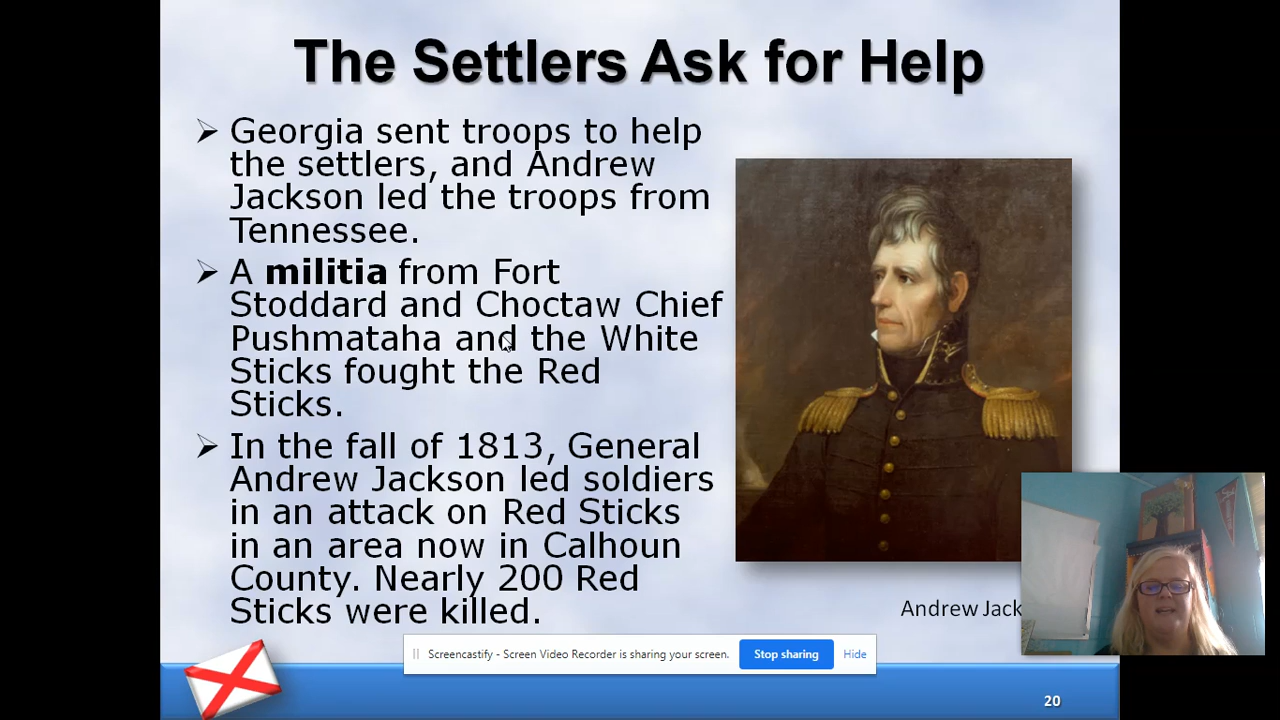 The Settlers Ask for Help
Georgia sent troops to help
the settlers, and Andrew
Jackson led the troops from
Tennessee.
A militia from Fort
Stoddard and Choctaw Chief
Pushmataha and the White
Sticks fought the Red
Sticks.
In the fall of 1813, General
Andrew Jackson led soldiers
in an attack on Red Sticks
in an area now in Calhoun
County. Nearly 200 Red
Sticks were killed.
Andrew Jack
Screencastify - Screen Video Recorder is sharing your screen.
Stop sharing
Hide
20